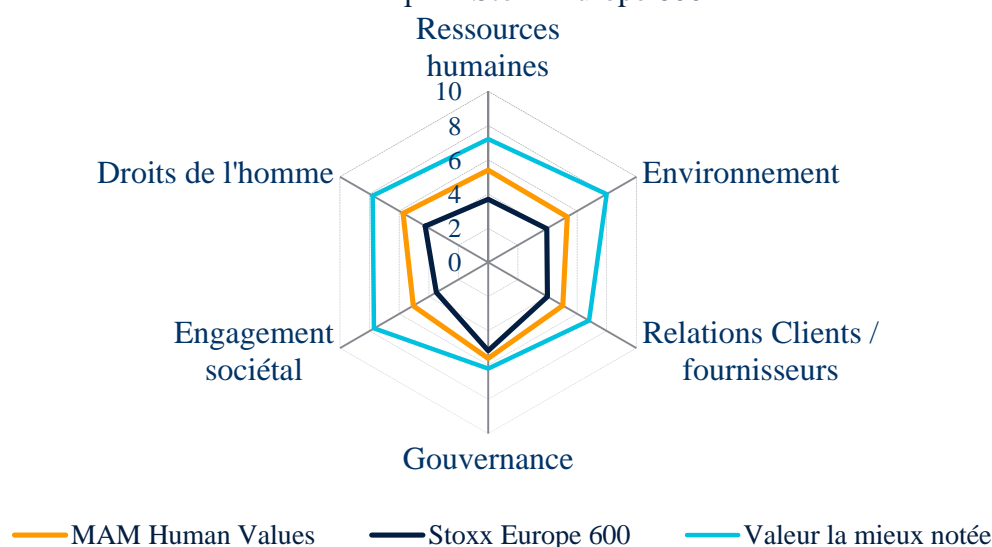 Ressources
humaines
10
8
6
4
2
0
Droits de l'homme
Environnement
Engagement
sociétal
Relations Clients /
fournisseurs
Gouvernance
MAM Human Values
Stoxx Europe 600
Valeur la mieux notée